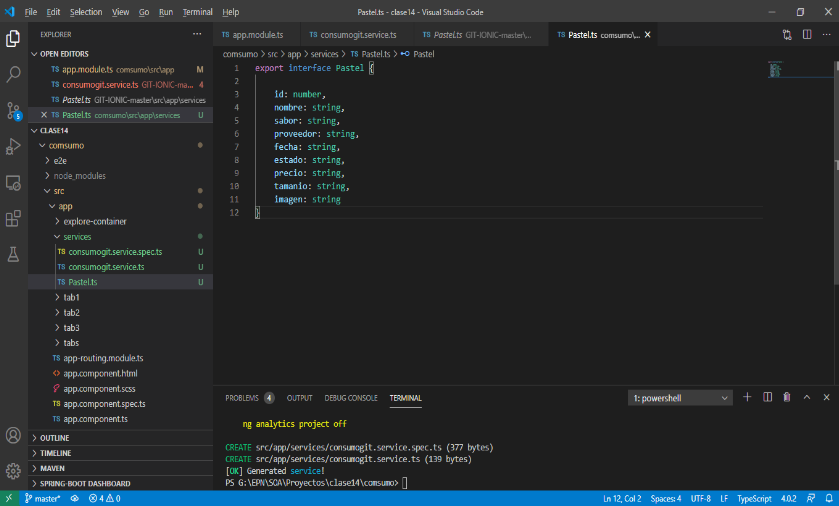 File Edit Selection View Go Run Terminal Help
Pastel.ts - clase14 - Visual Studio Code
EXPLORER
OPEN EDITORS
TS app.module.ts comsumo\src\app M
TS consumogit.service.ts GIT-IONIC-ma... 4
TS Pastel.ts GIT-IONIC-master\src\app\services
TS Pastel.ts comsumo\src\app\services U
CLASE14
comsumo
e2e
node_modules
src
app
explore-container
services
TS consumogit.service.spec.ts U
TS consumogit.service.ts U
TS Pastel.ts U
tab1
tab2
tab3
tabs
TS app-routing.module.ts
app.component.html
app.component.scss
TS app.component.spec.ts
TS app.component.ts
OUTLINE
TIMELINE
MAVEN
SPRING-BOOT DASHBOARD
5
TS app.module.ts TS consumogit.service.ts TS Pastel.ts GIT-IONIC-master\... TS Pastel.ts comsumo\...
comsumo > src > app > services > TS Pastel.ts > Pastel
1 export interface Pastel {
2
3 id: number,
4 nombre: string,
5 sabor: string,
6 proveedor: string,
7 fecha: string,
8 estado: string,
9 precio: string,
10 tamanio: string,
11 imagen: string
12 }
PROBLEMS 4 OUTPUT DEBUG CONSOLE TERMINAL 1: powershell
ng analytics project off
CREATE src/app/services/consumogit.service.spec.ts (377 bytes)
CREATE src/app/services/consumogit.service.ts (139 bytes)
[OK] Generated service!
PS G:\EPN\SOA\Proyectos\clase14\comsumo>
master* 4 0 Ln 12, Col 2 Spaces: 4 UTF-8 LF TypeScript 4.0.2